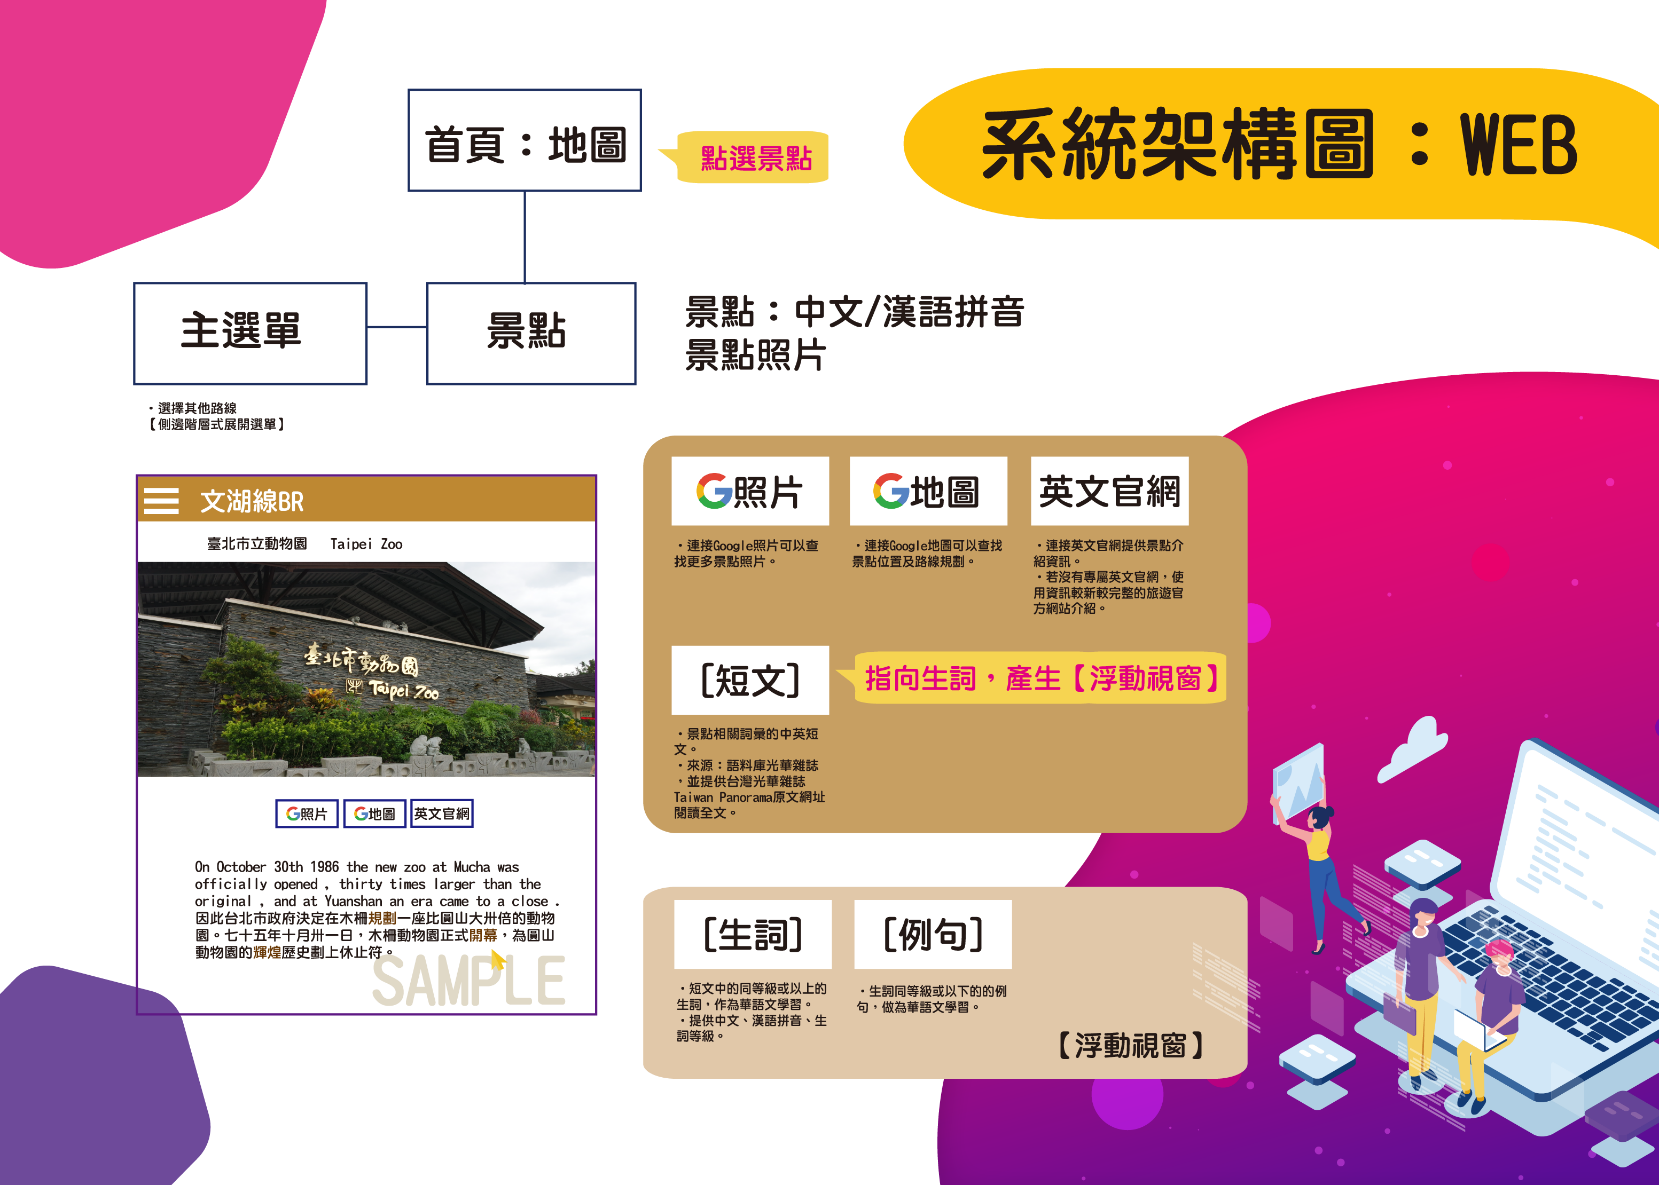 系統架構圖：WEB
首頁：地圖
點選景點
主選單
景點
・選擇其他路線
【側邊階層式展開選單】
景點：中文/漢語拼音
景點照片
文湖線BR
臺北市立動物園 Taipei Zoo
臺北市動物園
Taipei Zoo
G照片
G地圖
英文官網
On October 30th 1986 the new zoo at Mucha was
officially opened , thirty times larger than the
original , and at Yuanshan an era came to a close .
因此台北市政府決定在木柵規劃一座比圓山大卅倍的動物
園。七十五年十月卅一日，木柵動物園正式開幕，為圓山
動物園的輝煌歷史劃上休止符。
SAMPLE
G照片
・連接Google照片可以查
找更多景點照片。
G地圖
・連接Google地圖可以查找
景點位置及路線規劃。
英文官網
・連接英文官網提供景點介
紹資訊。
・若沒有專屬英文官網，使
用資訊較新較完整的旅遊官
方網站介紹。
[短文]
指向生詞，產生【浮動視窗】
・景點相關詞彙的中英短
文。
・來源：語料庫光華雜誌
，並提供台灣光華雜誌
Taiwan Panorama原文網址
閱讀全文。
[生詞]
・短文中的同等級或以上的
生詞，作為華語文學習。
・提供中文、漢語拼音、生
詞等級。
[例句]
・生詞同等級或以下的的例
句，做為華語文學習。
【浮動視窗】